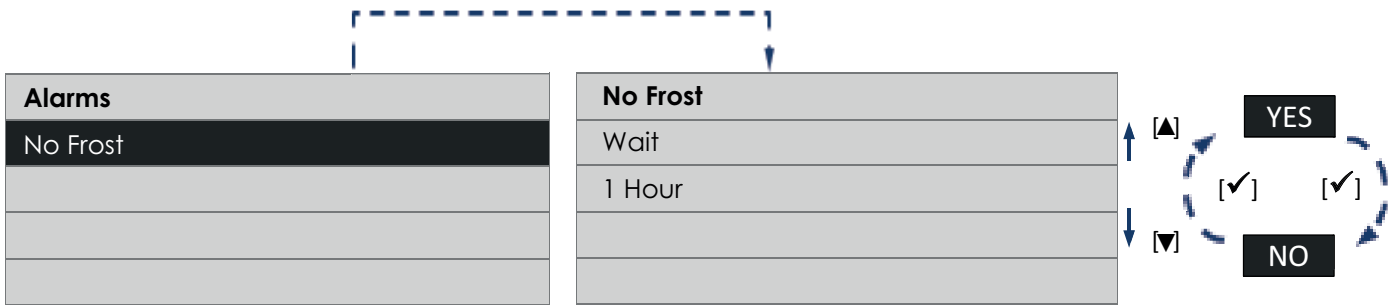 Alarms
No Frost
No Frost
Wait
1 Hour
[▲]
[▼]
YES
[✓] [✓]
NO